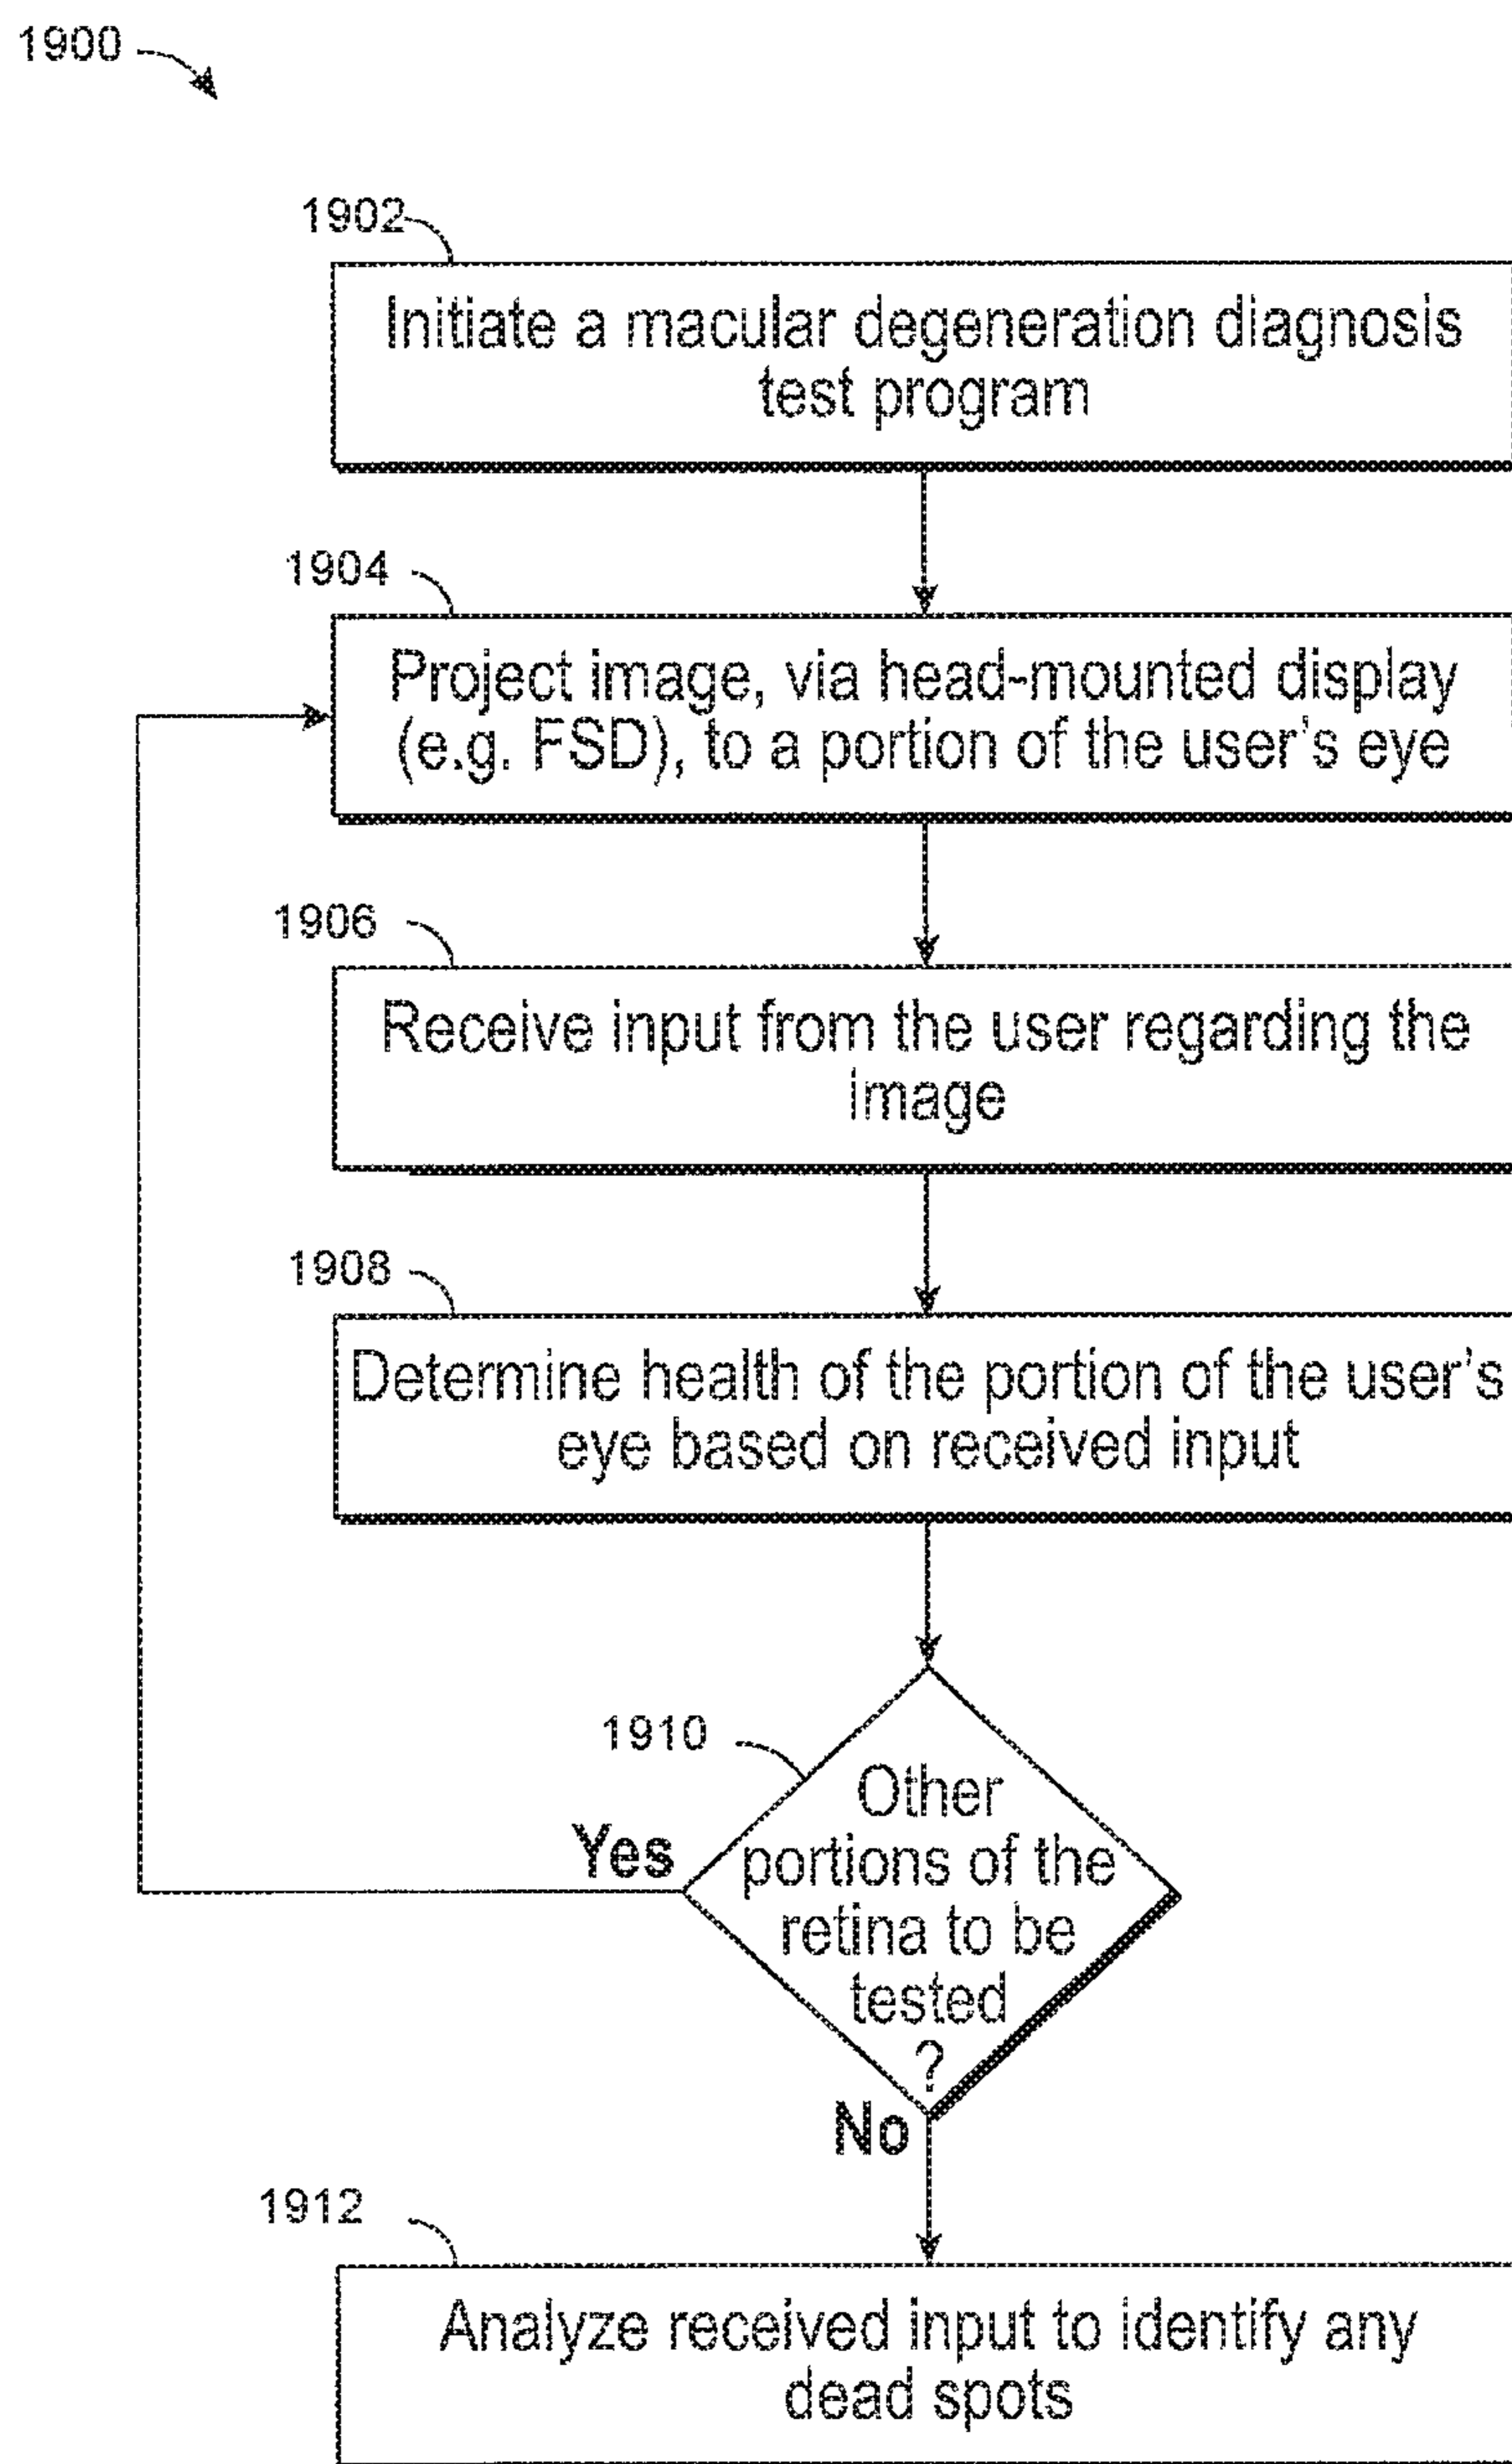 1900
1902
Initiate a macular degeneration diagnosis
test program
1904
Project image, via head-mounted display
(e.g. FSD), to a portion of the user's eye
1906
Receive input from the user regarding the
image
1908
Determine health of the portion of the user's
eye based on received input
1910
Other
portions of the
retina to be
tested
?
Yes
No
1912
Analyze received input to identify any
dead spots